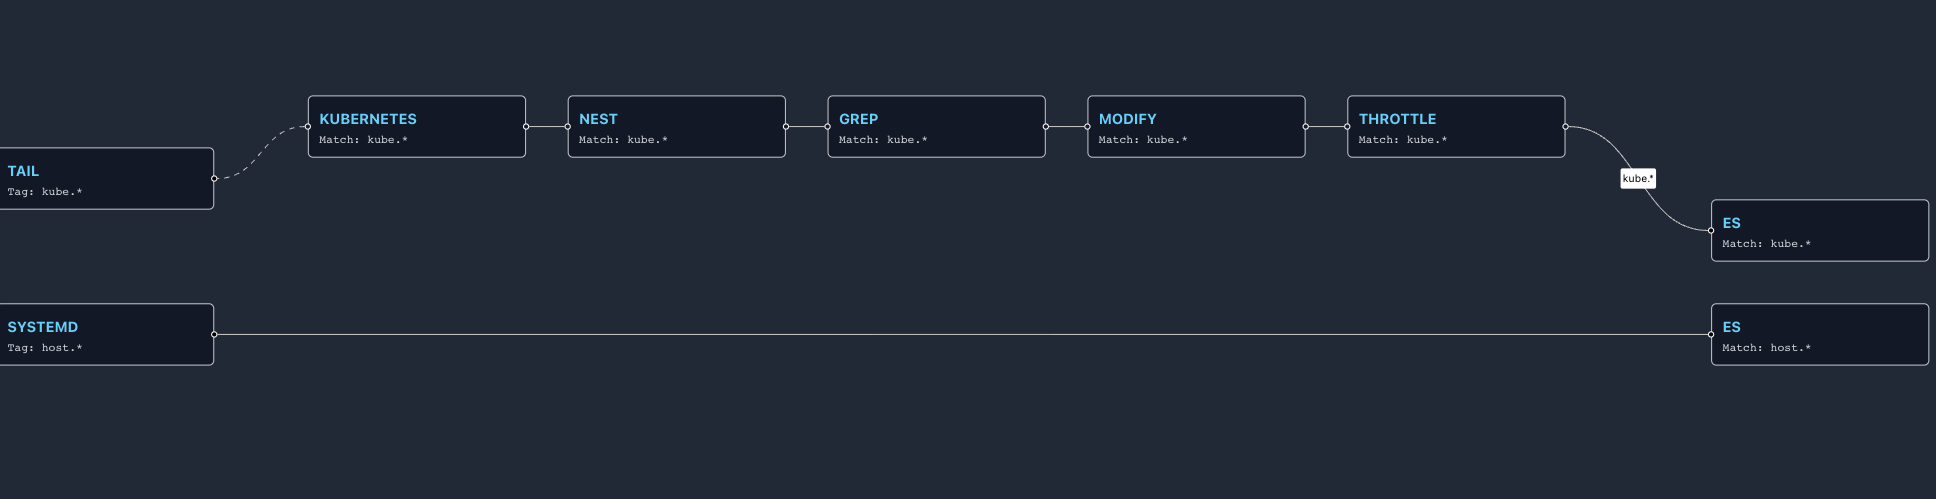 KUBERNETES
Match: kube.*
NEST
Match: kube.*
GREP
Match: kube.*
MODIFY
Match: kube.*
THROTTLE
Match: kube.*
TAIL
Tag: kube.*
kube.*
ES
Match: kube.*
SYSTEMD
Tag: host.*
ES
Match: host.*